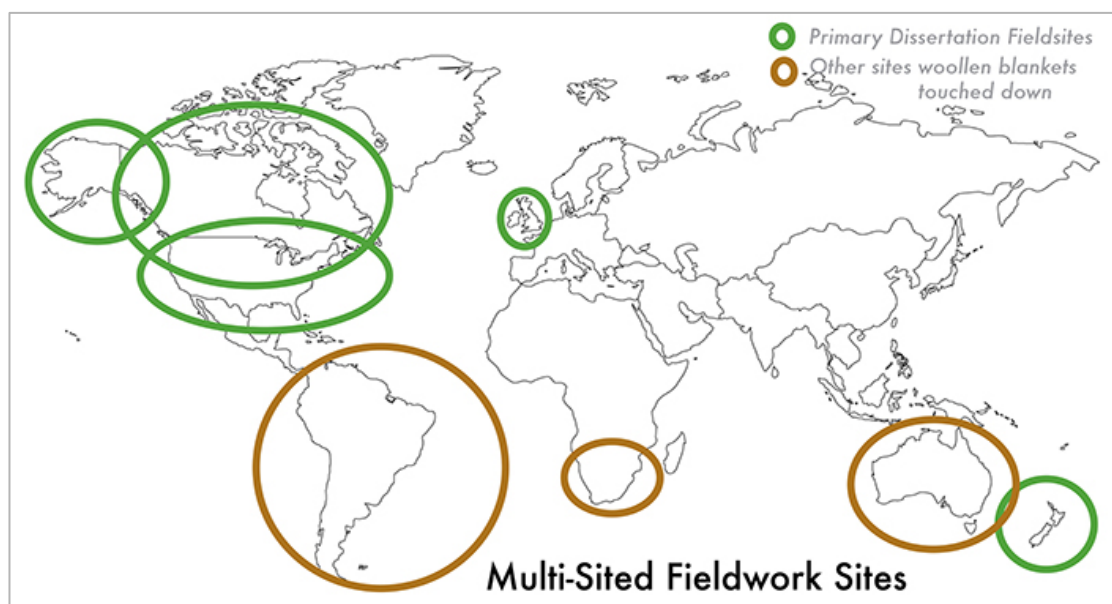 Primary Dissertation Fieldsites
Other sites woollen blankets
touched down
Multi-Sited Fieldwork Sites